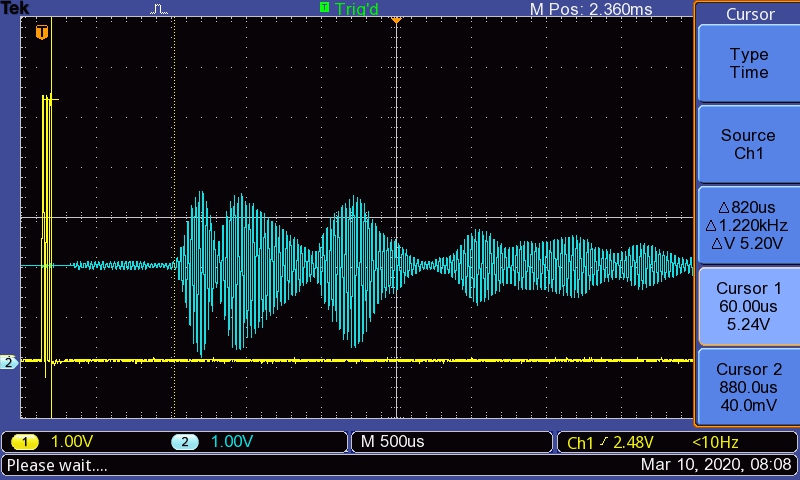 Tek
Trig'd
M Pos: 2.360ms
Cursor
T
Type
Time
Source
Ch1
△820us
△1.220kHz
△V 5.20V
Cursor 1
60.00us
5.24V
2
Cursor 2
880.0us
40.0mV
1 1.00V
2 1.00V
M 500us
Ch1 2.48V
<10Hz
Please wait....
Mar 10, 2020, 08:08